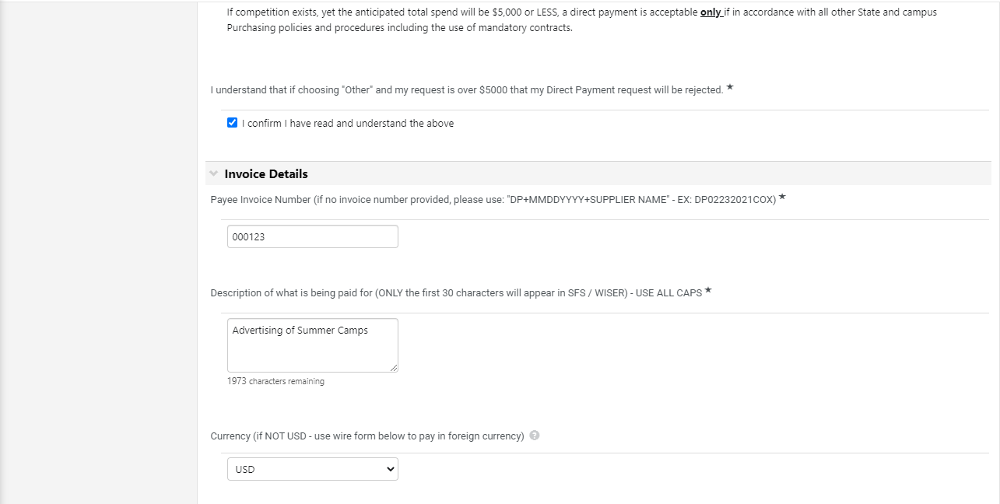 If competition exists, yet the anticipated total spend will be $5,000 or LESS, a direct payment is acceptable only if in accordance with all other State and campus
Purchasing policies and procedures including the use of mandatory contracts.
I understand that if choosing "Other" and my request is over $5000 that my Direct Payment request will be rejected. ★
I confirm I have read and understand the above
Invoice Details
Payee Invoice Number (if no invoice number provided, please use: "DP+MMDDYYYY+SUPPLIER NAME" - EX: DP02232021COX) ★
000123
Description of what is being paid for (ONLY the first 30 characters will appear in SFS / WISER) - USE ALL CAPS ★
Advertising of Summer Camps
1973 characters remaining
Currency (if NOT USD - use wire form below to pay in foreign currency) ?
USD